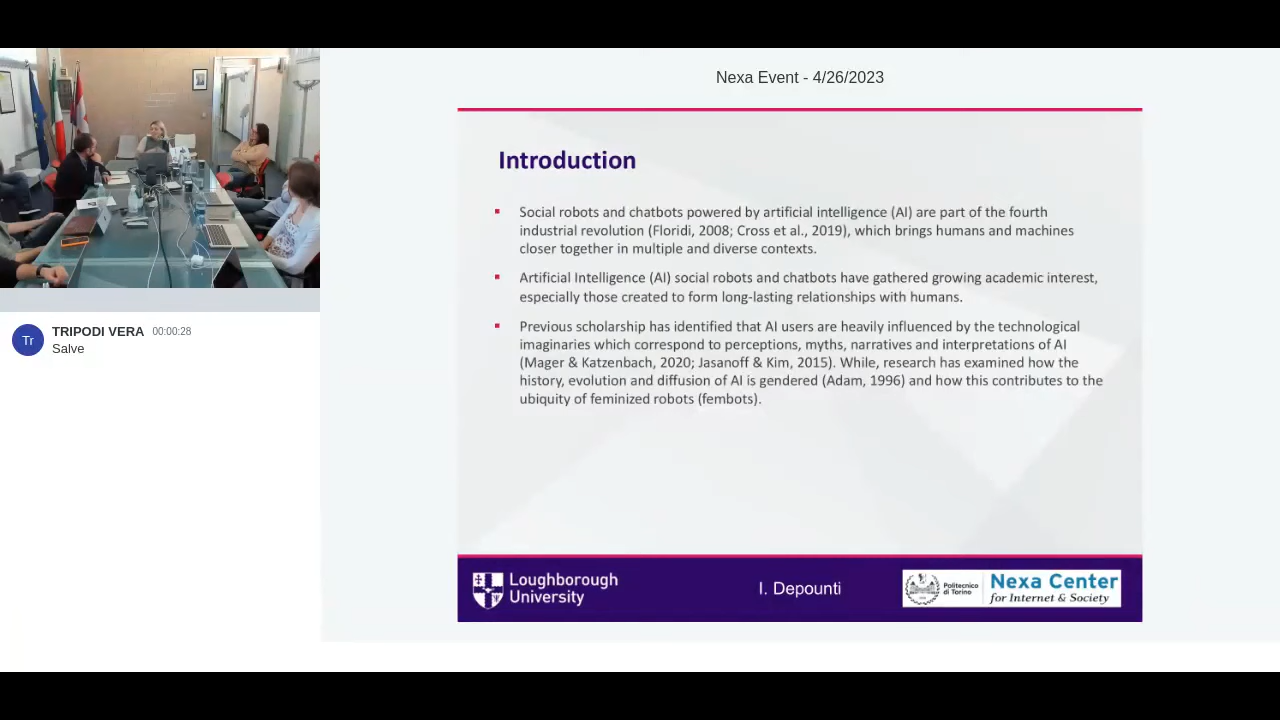 Nexa Event - 4/26/2023
Introduction
Social robots and chatbots powered by artificial intelligence (AI) are part of the fourth
industrial revolution (Floridi, 2008; Cross et al., 2019), which brings humans and machines
closer together in multiple and diverse contexts.
Artificial Intelligence (AI) social robots and chatbots have gathered growing academic interest,
especially those created to form long-lasting relationships with humans.
Previous scholarship has identified that AI users are heavily influenced by the technological
imaginaries which correspond to perceptions, myths, narratives and interpretations of AI
(Mager & Katzenbach, 2020; Jasanoff & Kim, 2015). While, research has examined how the
history, evolution and diffusion of AI is gendered (Adam, 1996) and how this contributes to the
ubiquity of feminized robots (fembots).
Loughborough
University
I. Depounti
Politecnico
di Torino
Nexa Center
for Internet & Society
Tr
TRIPODI VERA 00:00:28
Salve